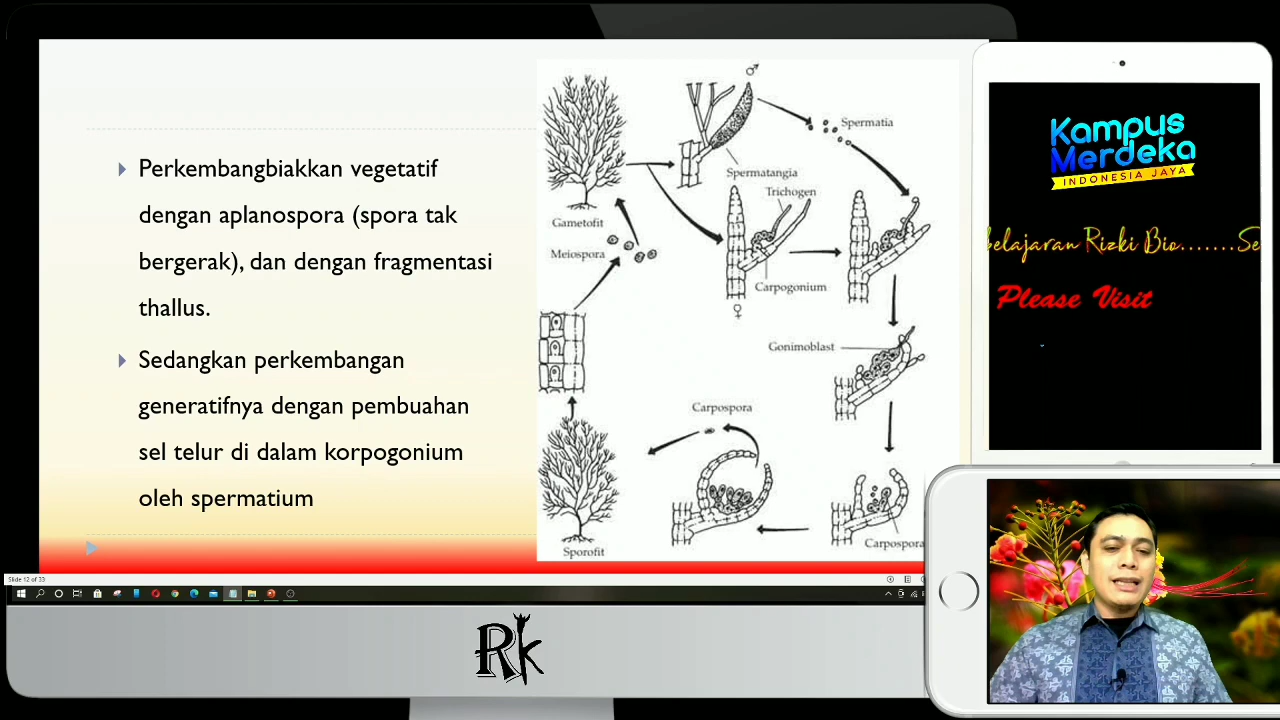 Perkembangbiakkan vegetatif
dengan aplanospora (spora tak
bergerak), dan dengan fragmentasi
thallus.
Sedangkan perkembangan
generatifnya dengan pembuahan
sel telur di dalam korpogonium
oleh spermatium
♂
Spermatia
Spermatangia
Trichogen
Gametofit
Meiospora
Carpogonium
♀
Gonimoblast
Carpospora
Carpospora
Sporofit
Slide 12 of 33
Rk
Kampus
Merdeka
INDONESIA JAYA
belajaran Rizki Bio.......Se
Please Visit